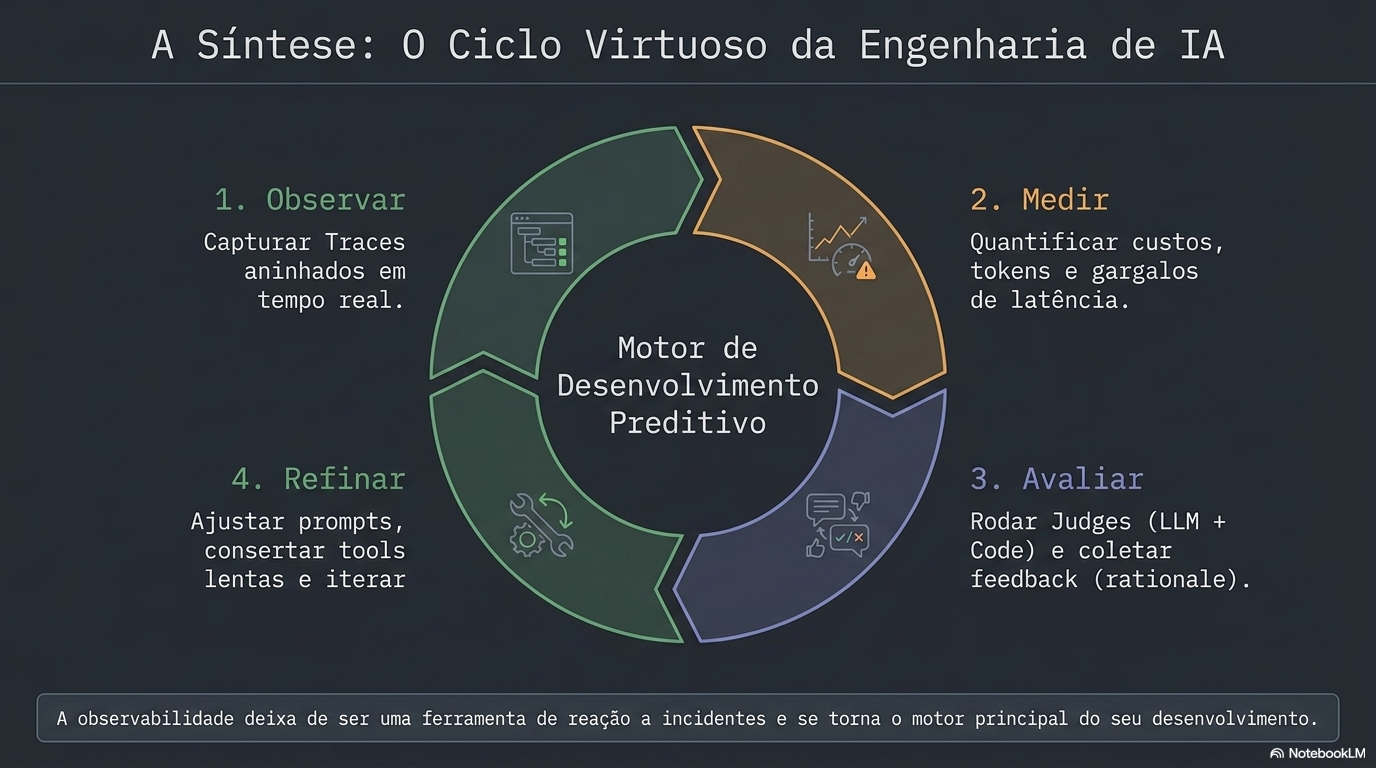 A Síntese: O Ciclo Virtuoso da Engenharia de IA
1. Observar
Capturar Traces
aninhados em
tempo real.
2. Medir
Quantificar custos,
tokens e gargalos
de latência.
Motor de
Desenvolvimento
Preditivo
4. Refinar
Ajustar prompts,
consertar tools
lentas e iterar
3. Avaliar
Rodar Judges (LLM +
Code) e coletar
feedback (rationale).
A observabilidade deixa de ser uma ferramenta de reação a incidentes e se torna o motor principal do seu desenvolvimento.
NotebookLM